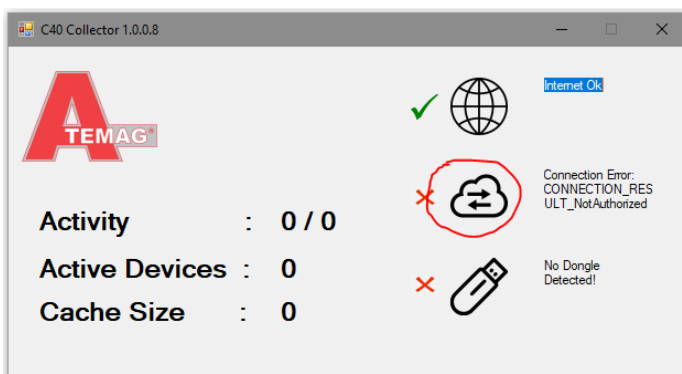 C40 Collector 1.0.0.8
ATEMAG®
Internet Ok
Connection Error:
CONNECTION_RES
ULT_NotAuthorized
Activity : 0 / 0
Active Devices : 0
Cache Size : 0
No Dongle
Detected!